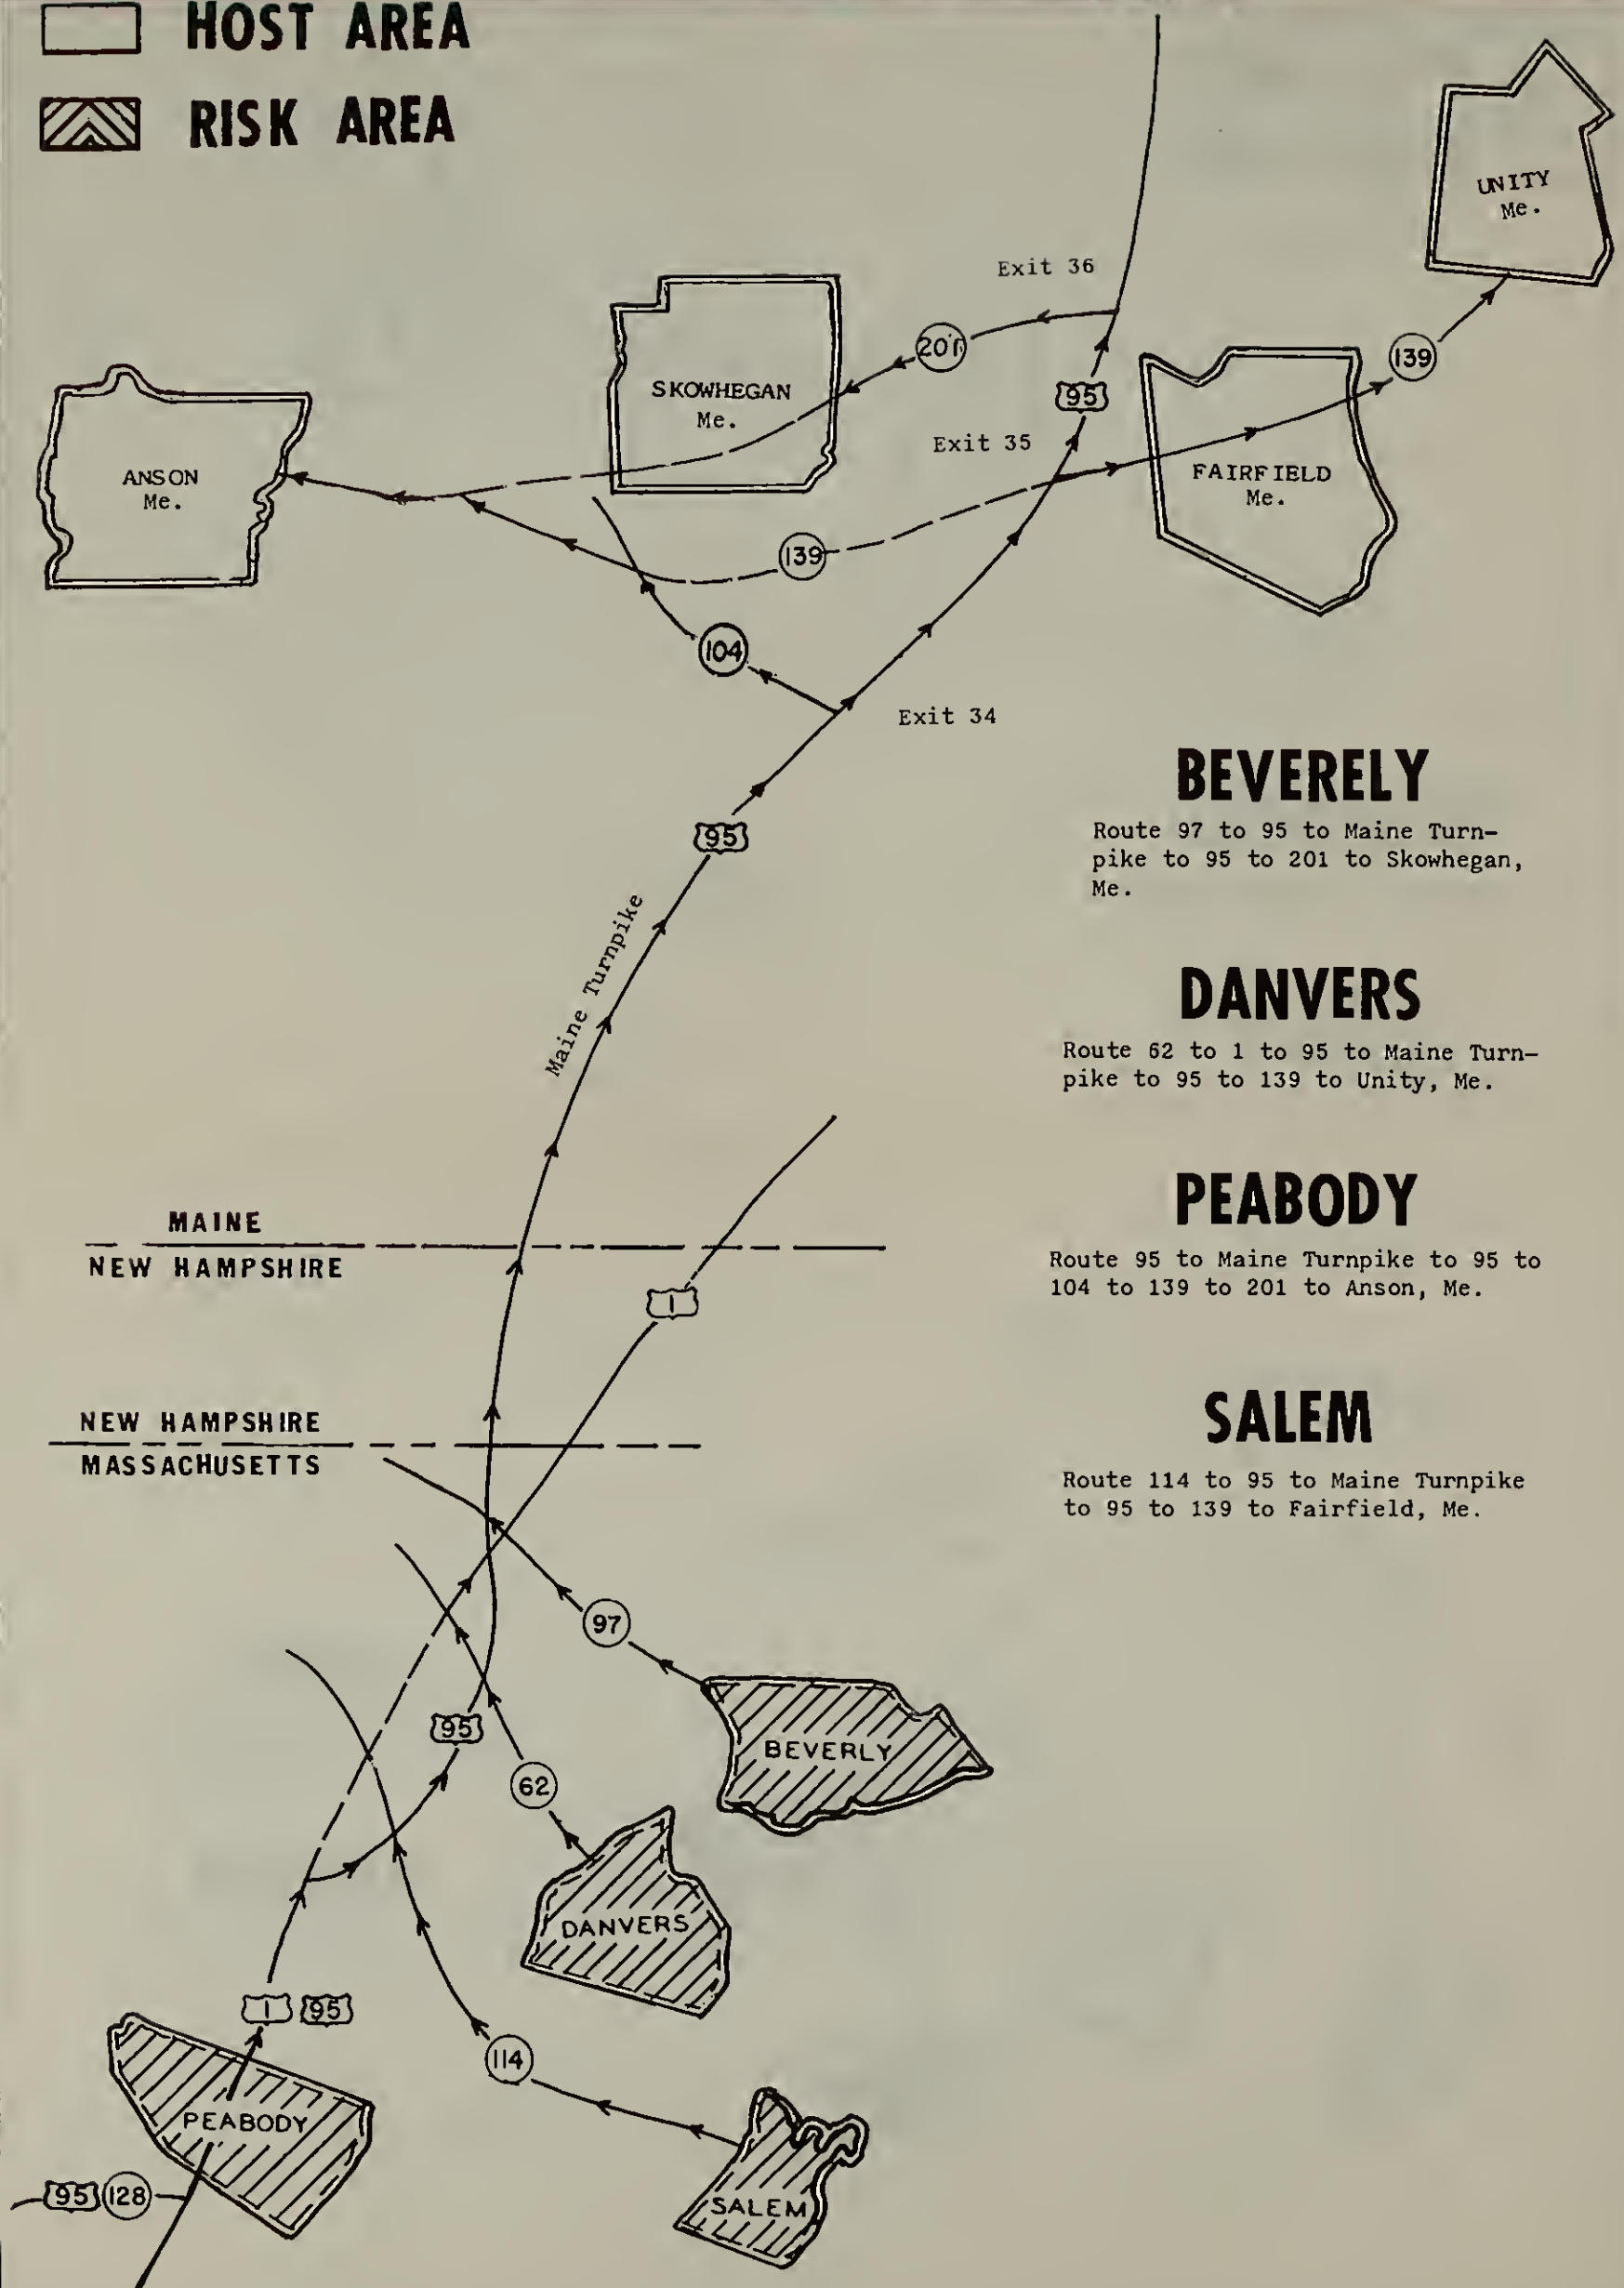 HOST AREA
RISK AREA
UNITY
Me.
Exit 36
201
139
SKOWHEGAN
Me.
95
Exit 35
ANSON
Me.
FAIRFIELD
Me.
139
104
Exit 34
BEVERELY
Route 97 to 95 to Maine Turn-
pike to 95 to 201 to Skowhegan,
Me.
95
Maine Turnpike
DANVERS
Route 62 to 1 to 95 to Maine Turn-
pike to 95 to 139 to Unity, Me.
PEABODY
Route 95 to Maine Turnpike to 95 to
104 to 139 to 201 to Anson, Me.
MAINE
NEW HAMPSHIRE
1
SALEM
Route 114 to 95 to Maine Turnpike
to 95 to 139 to Fairfield, Me.
NEW HAMPSHIRE
MASSACHUSETTS
97
95
BEVERLY
62
DANVERS
1 95
114
PEABODY
95 128
SALEM